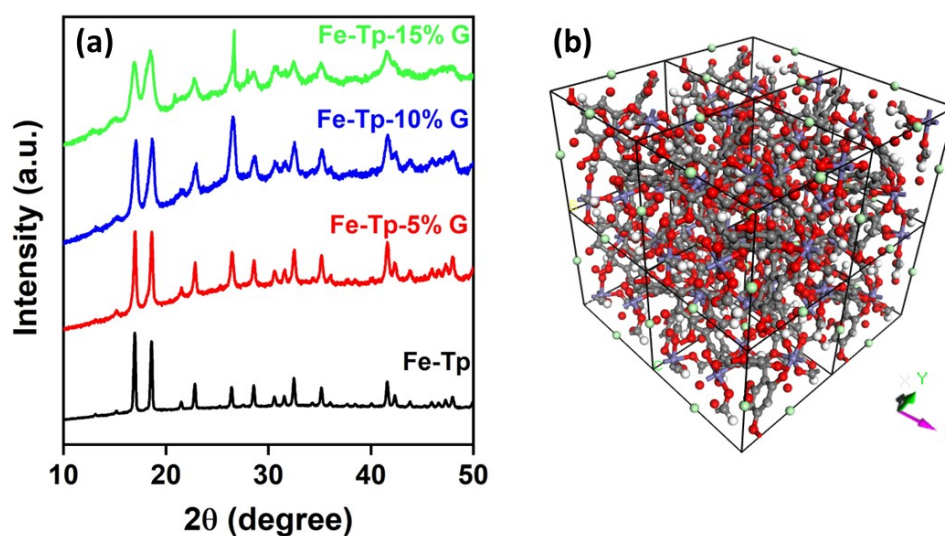 (a)
Fe-Tp-15% G
Fe-Tp-10% G
Fe-Tp-5% G
Fe-Tp
Intensity (a.u.)
10 20 30 40 50
2θ (degree)
(b)
X Y